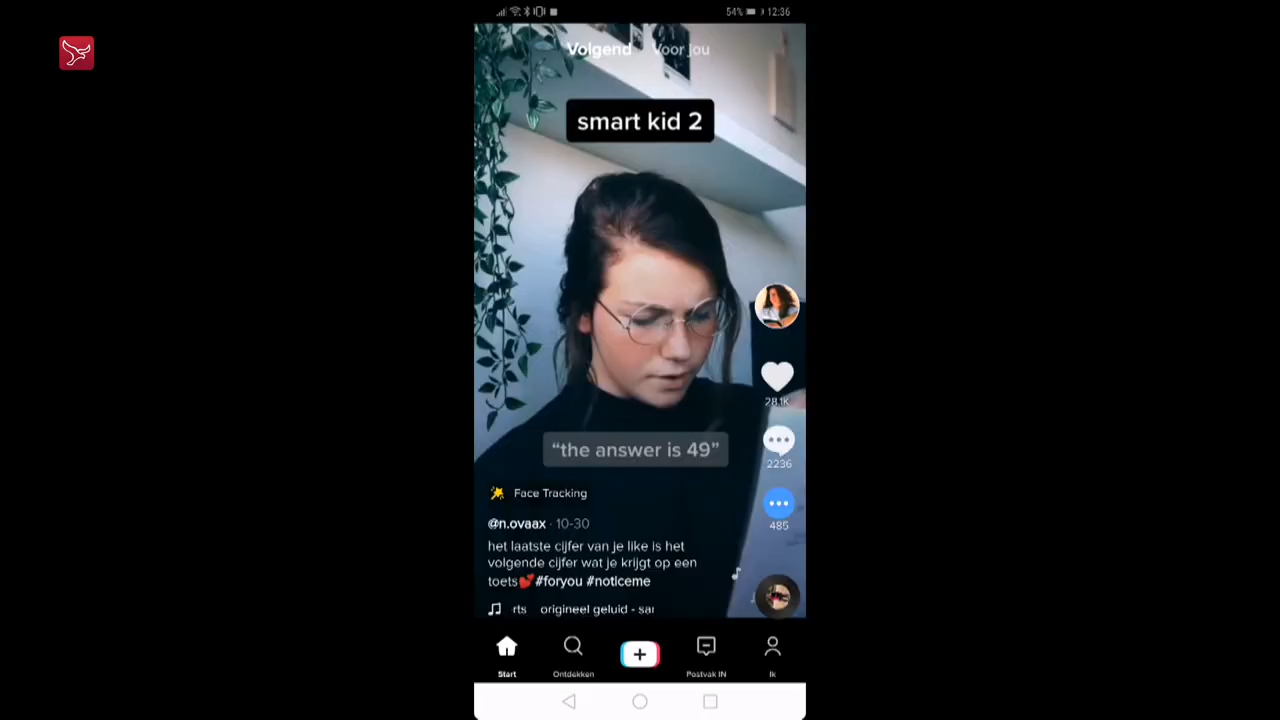 54% 12:36
Volgend Voor jou
smart kid 2
28.1K
“the answer is 49”
2236
Face Tracking
485
@n.ovaax · 10-30
het laatste cijfer van je like is het
volgende cijfer wat je krijgt op een
toets💕#foryou #noticeme
rts origineel geluid - sar
Start Ontdekken Postvak IN Ik